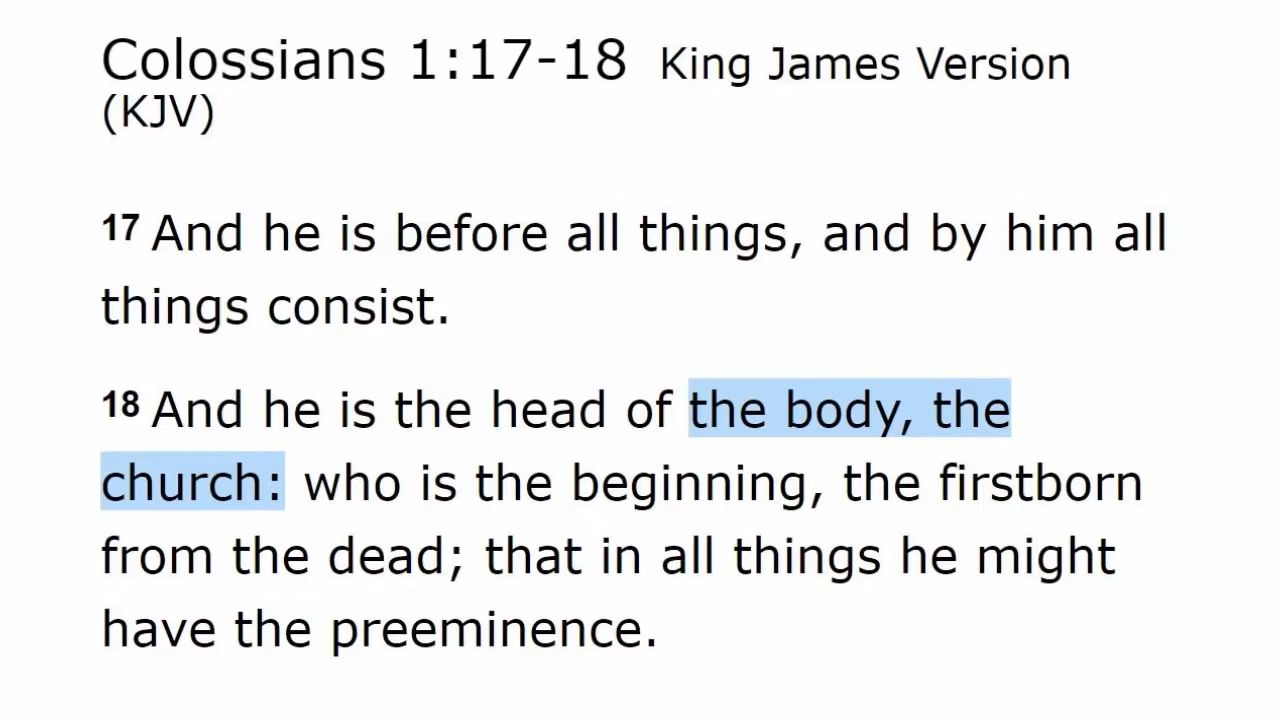 Colossians 1:17-18 King James Version
(KJV)
17 And he is before all things, and by him all
things consist.
18 And he is the head of the body, the
church: who is the beginning, the firstborn
from the dead; that in all things he might
have the preeminence.